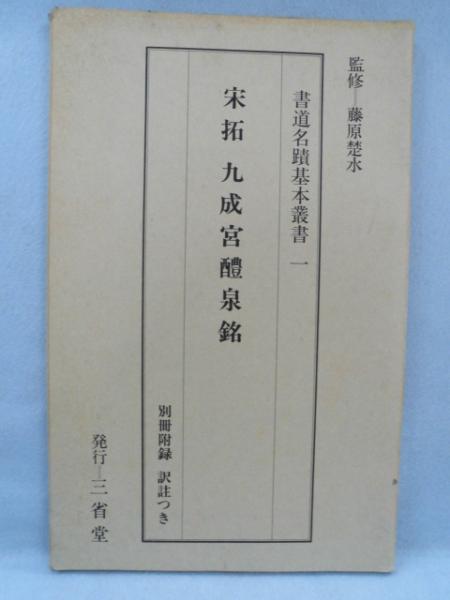 監修―藤原楚水
書道名蹟基本叢書 一
宋拓 九成宮醴泉銘
別冊附録 訳註つき
発行―三省堂